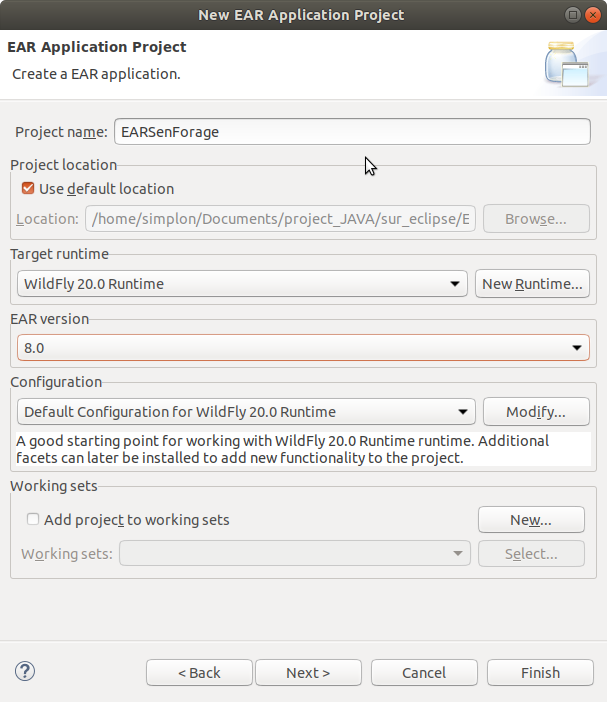 New EAR Application Project
EAR Application Project
Create a EAR application.
Project name: EARSenForage
Project location
Use default location
Location: /home/simplon/Documents/project_JAVA/sur_eclipse/E Browse...
Target runtime
WildFly 20.0 Runtime New Runtime...
EAR version
8.0
Configuration
Default Configuration for WildFly 20.0 Runtime Modify...
A good starting point for working with WildFly 20.0 Runtime runtime. Additional
facets can later be installed to add new functionality to the project.
Working sets
Add project to working sets New...
Working sets: Select...
? < Back Next > Cancel Finish